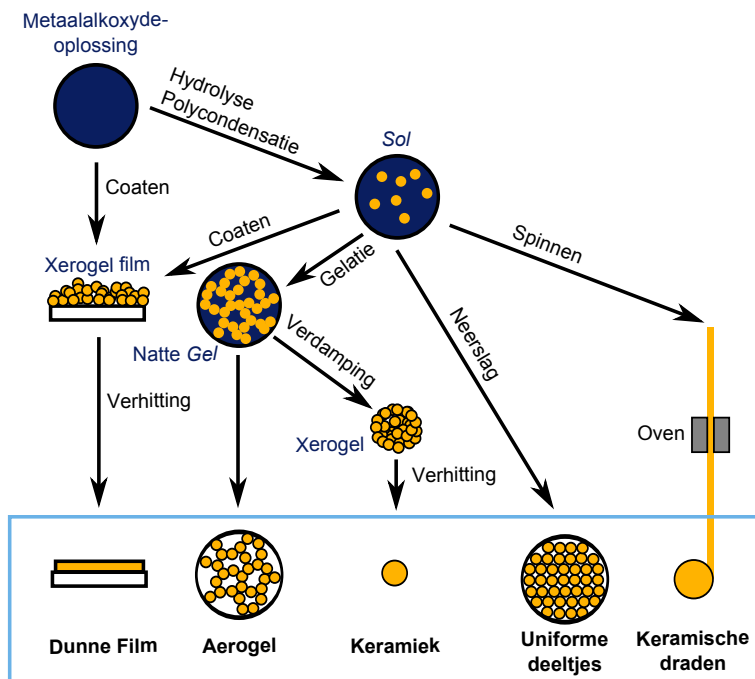 Metaalalkoxyde-
oplossing
Hydrolyse
Polycondensatie
Sol
Coaten
Coaten
Spinnen
Xerogel film
Gelatie
Natte Gel
Verdamping
Neerslag
Verhitting
Xerogel
Oven
Verhitting
Dunne Film
Aerogel
Keramiek
Uniforme
deeltjes
Keramische
draden